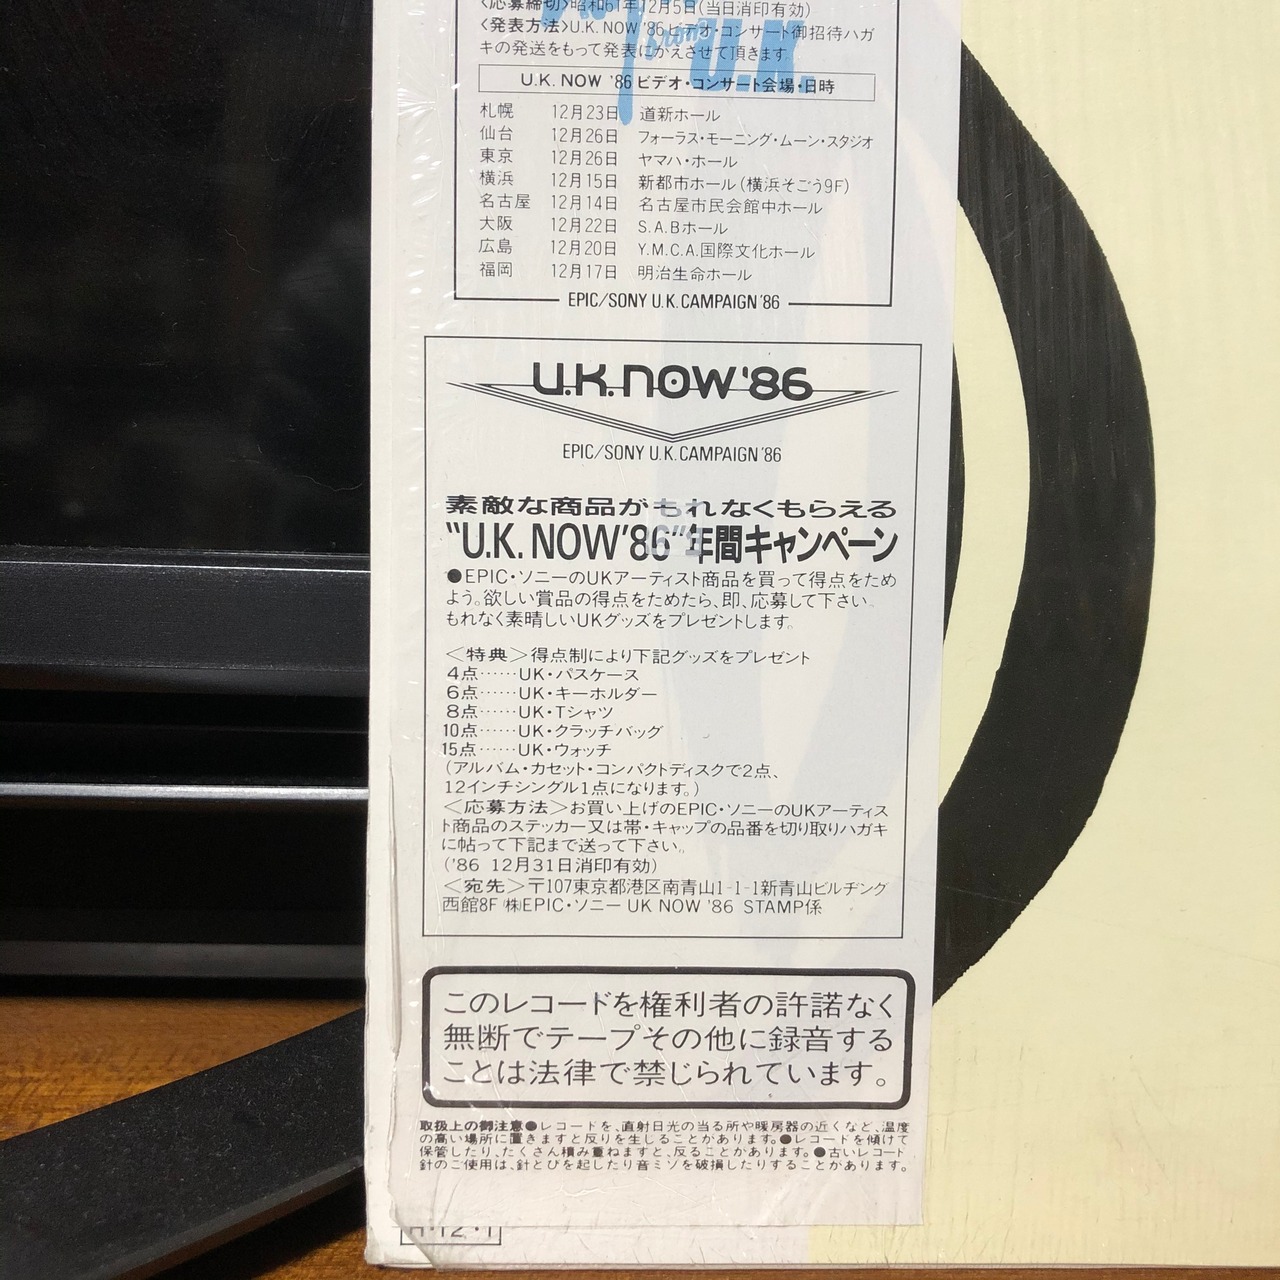 〈応募締切〉昭和61年12月5日(当日消印有効)
〈発表方法〉U.K. NOW '86 ビデオ・コンサート御招待ハガ
キの発送をもって発表にかえさせて頂きます。
U.K. NOW '86 ビデオ・コンサート会場・日時
札幌 12月23日 道新ホール
仙台 12月26日 フォーラス・モーニング・ムーン・スタジオ
東京 12月26日 ヤマハ・ホール
横浜 12月15日 新都市ホール(横浜そごう9F)
名古屋 12月14日 名古屋市民会館中ホール
大阪 12月22日 S.A.Bホール
広島 12月20日 Y.M.C.A.国際文化ホール
福岡 12月17日 明治生命ホール
EPIC/SONY U.K. CAMPAIGN '86
U.K. NOW '86
EPIC/SONY U.K. CAMPAIGN '86
素敵な商品がもれなくもらえる
"U.K. NOW'86"年間キャンペーン
●EPIC・ソニーのUKアーティスト商品を買って得点をため
よう。欲しい賞品の得点をためたら、即、応募して下さい。
もれなく素晴しいUKグッズをプレゼントします。
＜特典＞得点制により下記グッズをプレゼント
4点……UK・パスケース
6点……UK・キーホルダー
8点……UK・Tシャツ
10点……UK・クラッチバッグ
15点……UK・ウォッチ
(アルバム・カセット・コンパクトディスクで2点、
12インチシングル1点になります。)
＜応募方法＞お買い上げのEPIC・ソニーのUKアーティス
ト商品のステッカー又は帯・キャップの品番を切り取りハガキ
に帖って下記まで送って下さい。
('86 12月31日消印有効)
＜宛先＞〒107東京都港区南青山1-1-1新青山ビルヂング
西館8F ㈱EPIC・ソニー UK NOW '86 STAMP係
このレコードを権利者の許諾なく
無断でテープその他に録音する
ことは法律で禁じられています。
取扱上の御注意●レコードを、直射日光の当る所や暖房器の近くなど、温度
の高い場所に置きますと反りを生じることがあります。●レコードを傾けて
保管したり、たくさん積み重ねますと、反ることがあります。●古いレコード
針のご使用は、針とびを起したり音ミゾを破損したりすることがあります。
H・12・1